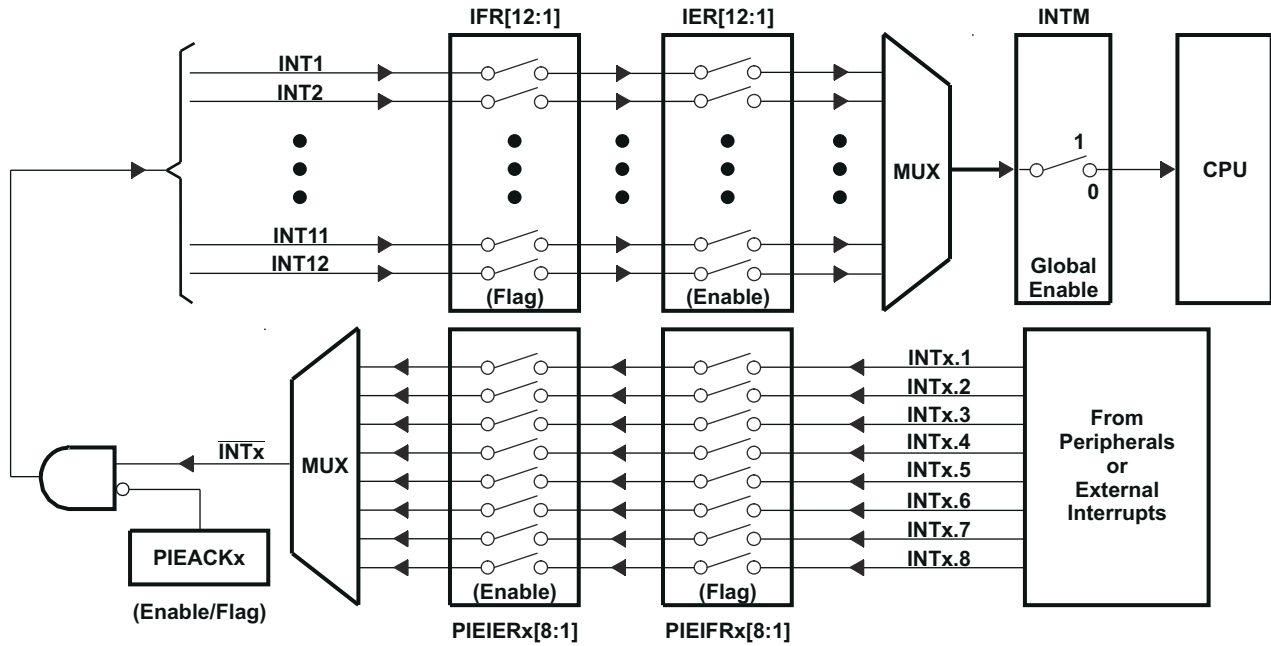 IFR[12:1]
IER[12:1]
INTM
INT1
INT2
1
MUX
CPU
0
INT11
INT12
Global
Enable
(Flag)
(Enable)
INTx.1
INTx.2
INTx.3
INTx.4
INTx.5
INTx.6
INTx.7
INTx.8
From
Peripherals
or
External
Interrupts
INTx
MUX
PIEACKx
(Enable/Flag)
(Enable)
(Flag)
PIEIERx[8:1]
PIEIFRx[8:1]